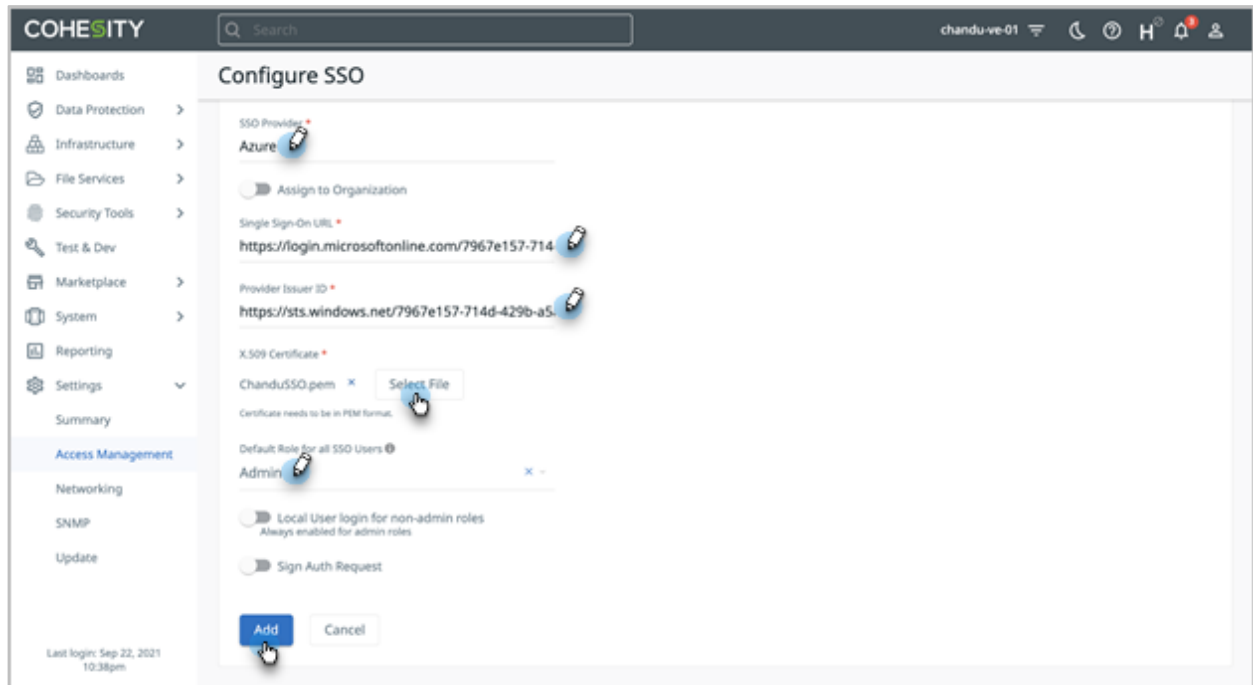 COHESITY
Search
chandu-ve-01
H
3
Dashboards
Data Protection
Infrastructure
File Services
Security Tools
Test & Dev
Marketplace
System
Reporting
Settings
Summary
Access Management
Networking
SNMP
Update
Last login: Sep 22, 2021
10:38pm
Configure SSO
SSO Provider *
Azure
Assign to Organization
Single Sign-On URL *
https://login.microsoftonline.com/7967e157-714
Provider Issuer ID *
https://sts.windows.net/7967e157-714d-429b-a5
X.509 Certificate *
ChanduSSO.pem × Select File
Certificate needs to be in PEM format.
Default Role for all SSO Users
Admin
Local User login for non-admin roles
Always enabled for admin roles
Sign Auth Request
Add Cancel